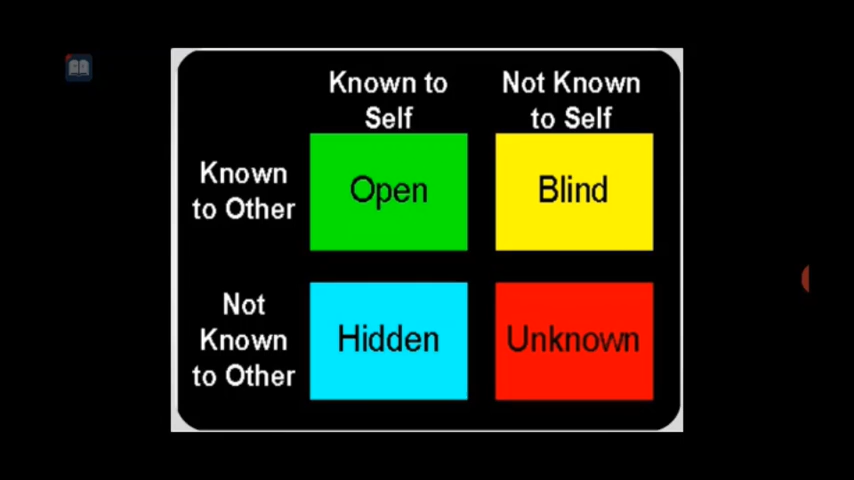 Known to
Self
Not Known
to Self
Known
to Other
Open
Blind
Not
Known
to Other
Hidden
Unknown